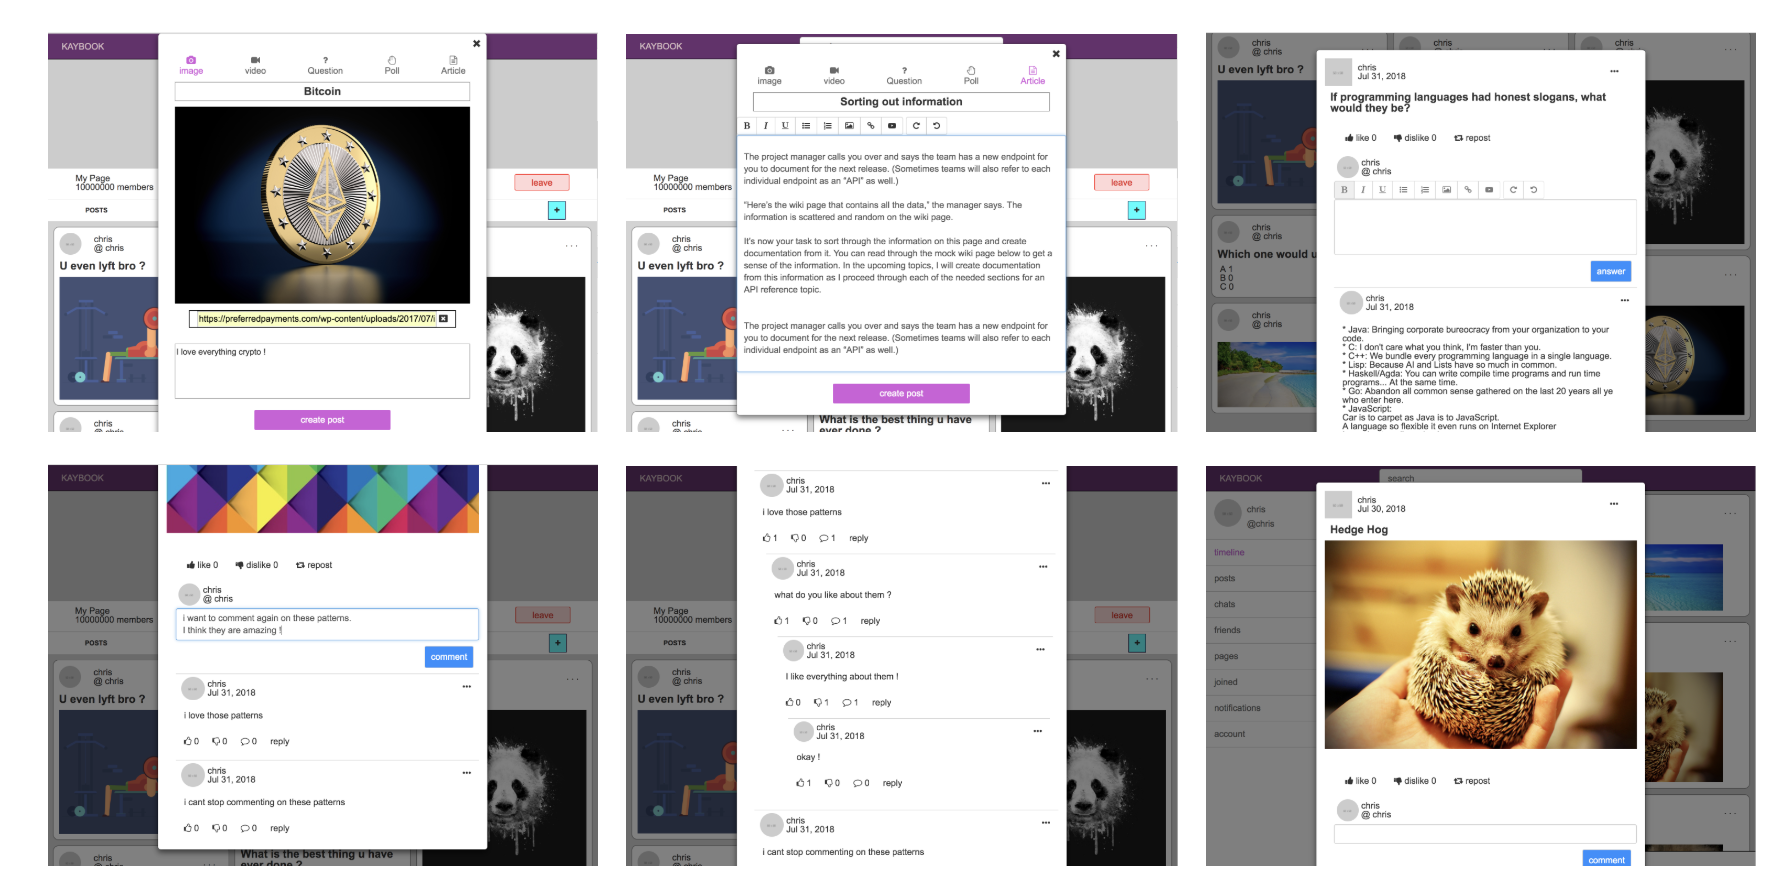 KAYBOOK
image
video
Question
Poll
Article
Bitcoin
My Page
10000000 members
leave
POSTS
+
chris
@ chris
U even lyft bro ?
https://preferredpayments.com/wp-content/uploads/2017/07/i
I love everything crypto !
create post
chris
KAYBOOK
image
video
Question
Poll
Article
Sorting out information
B I U
The project manager calls you over and says the team has a new endpoint for
you to document for the next release. (Sometimes teams will also refer to each
individual endpoint as an "API" as well.)
"Here's the wiki page that contains all the data," the manager says. The
information is scattered and random on the wiki page.
It's now your task to sort through the information on this page and create
documentation from it. You can read through the mock wiki page below to get a
sense of the information. In the upcoming topics, I will create documentation
from this information as I proceed through each of the needed sections for an
API reference topic.
The project manager calls you over and says the team has a new endpoint for
you to document for the next release. (Sometimes teams will also refer to each
individual endpoint as an "API" as well.)
create post
My Page
10000000 members
leave
POSTS
+
chris
@ chris
U even lyft bro ?
chris
What is the best thing u have
ever done ?
chris
@ chris
chris
@ chris
chris
@ chris
U even lyft bro ?
chris
@ chris
Which one would u
A 1
B 0
C 0
chris
@ chris
chris
Jul 31, 2018
If programming languages had honest slogans, what
would they be?
like 0
dislike 0
repost
chris
@ chris
B I U
answer
chris
Jul 31, 2018
* Java: Bringing corporate bureocracy from your organization to your
code.
* C: I don't care what you think, I'm faster than you.
* C++: We bundle every programming language in a single language.
* Lisp: Because AI and Lists have so much in common.
* Haskell/Agda: You can write compile time programs and run time
programs... At the same time.
* Go: Abandon all common sense gathered on the last 20 years all ye
who enter here.
* JavaScript:
Car is to carpet as Java is to JavaScript.
A language so flexible it even runs on Internet Explorer
KAYBOOK
My Page
10000000 members
leave
POSTS
+
chris
@ chris
U even lyft bro ?
chris
What is the best thing u have
ever done ?
like 0
dislike 0
repost
chris
@ chris
i want to comment again on these patterns.
I think they are amazing !
comment
chris
Jul 31, 2018
i love those patterns
0 0 0 reply
chris
Jul 31, 2018
i cant stop commenting on these patterns
0 0 0 reply
KAYBOOK
My Page
10000000 members
leave
POSTS
+
chris
@ chris
U even lyft bro ?
chris
chris
Jul 31, 2018
i love those patterns
1 0 1 reply
chris
Jul 31, 2018
what do you like about them ?
1 0 1 reply
chris
Jul 31, 2018
I like everything about them !
0 1 1 reply
chris
Jul 31, 2018
okay !
1 0 0 reply
chris
Jul 31, 2018
i cant stop commenting on these patterns
KAYBOOK
search
chris
@chris
timeline
posts
chats
friends
pages
joined
notifications
account
chris
Jul 30, 2018
Hedge Hog
like 0
dislike 0
repost
chris
@ chris
comment